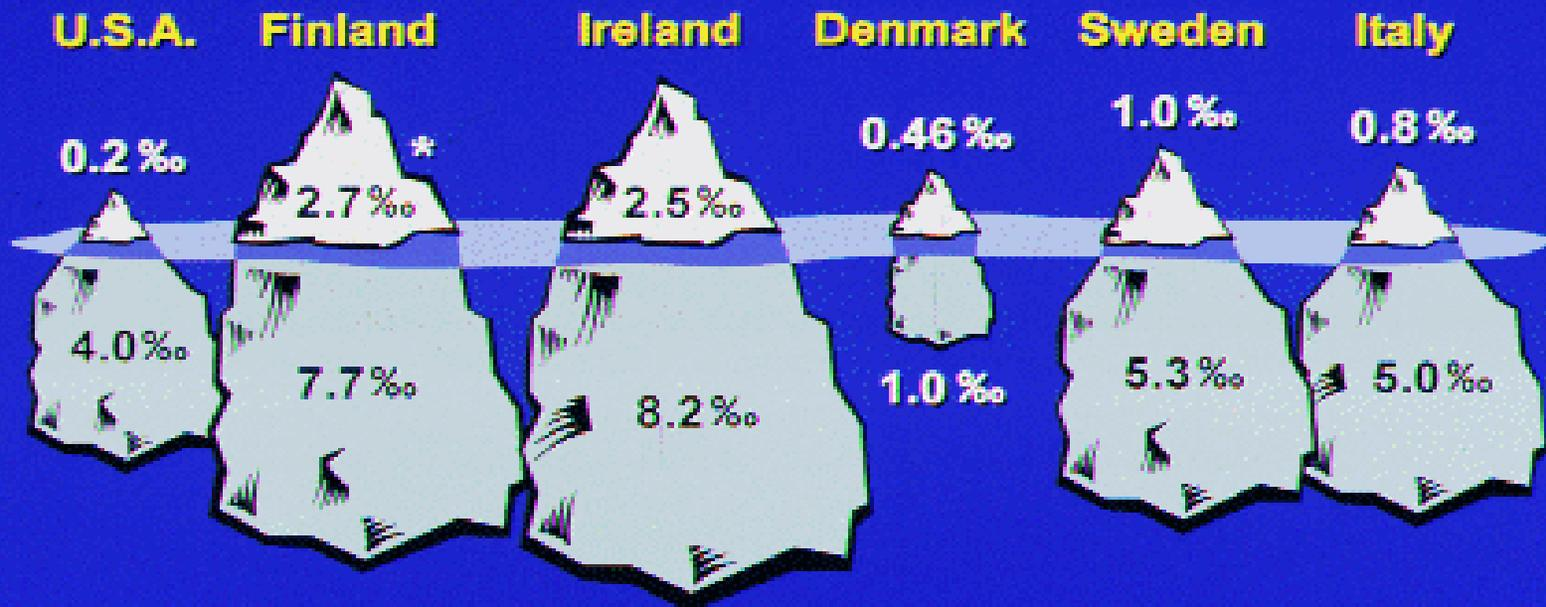 U.S.A. Finland Ireland Denmark Sweden Italy
0.2 ‰ * 0.46 ‰ 1.0 ‰ 0.8 ‰
2.7‰ 2.5‰
4.0‰ 7.7‰ 8.2‰ 1.0 ‰ 5.3‰ 5.0‰